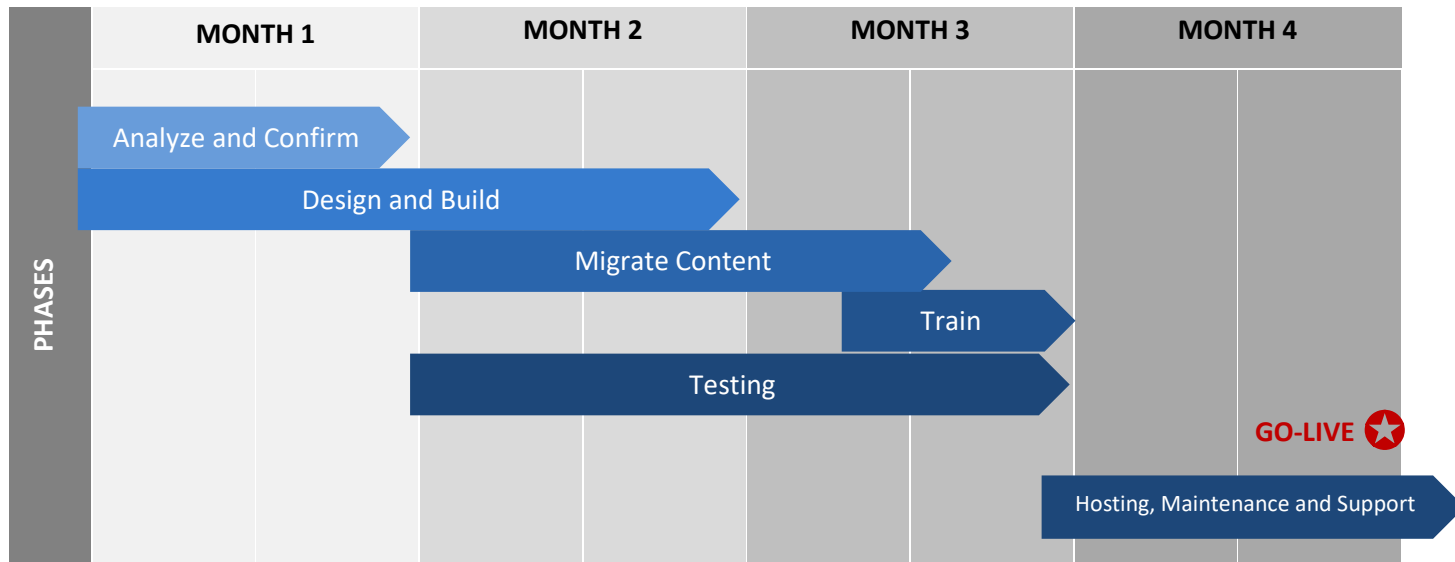 MONTH 1
MONTH 2
MONTH 3
MONTH 4
PHASES
Analyze and Confirm
Design and Build
Migrate Content
Train
Testing
GO-LIVE
Hosting, Maintenance and Support